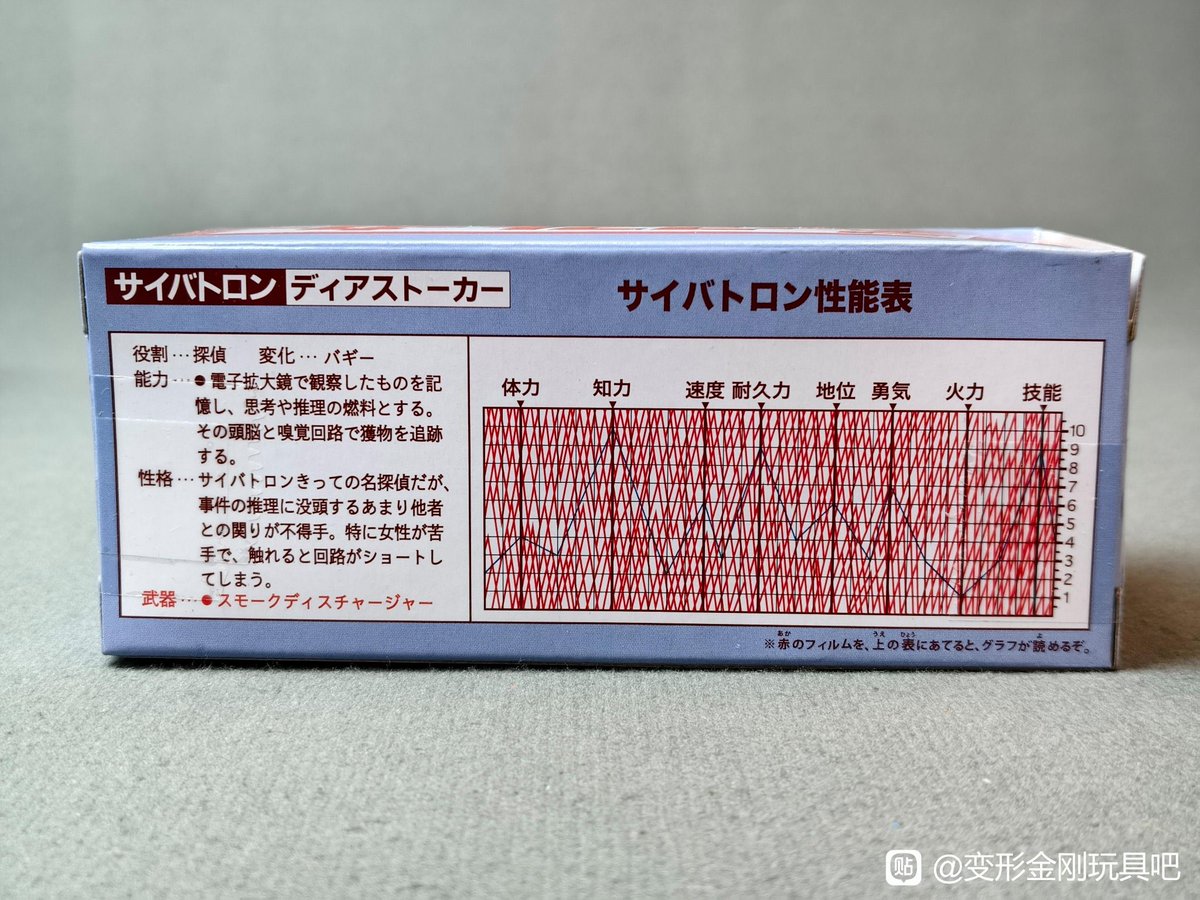 サイバトロン ディアストーカー
サイバトロン性能表
役割…探偵 変化…バギー
能力…●電子拡大鏡で観察したものを記
憶し、思考や推理の燃料とする。
その頭脳と嗅覚回路で獲物を追跡
する。
性格…サイバトロンきっての名探偵だが、
事件の推理に没頭するあまり他者
との関りが不得手。特に女性が苦
手で、触れると回路がショートし
てしまう。
武器…●スモークディスチャージャー
体力 知力 速度 耐久力 地位 勇気 火力 技能
10
9
8
7
6
5
4
3
2
1
あか うえ ひょう よ
※赤のフィルムを、上の表にあてると、グラフが読めるぞ。
贴 @变形金刚玩具吧